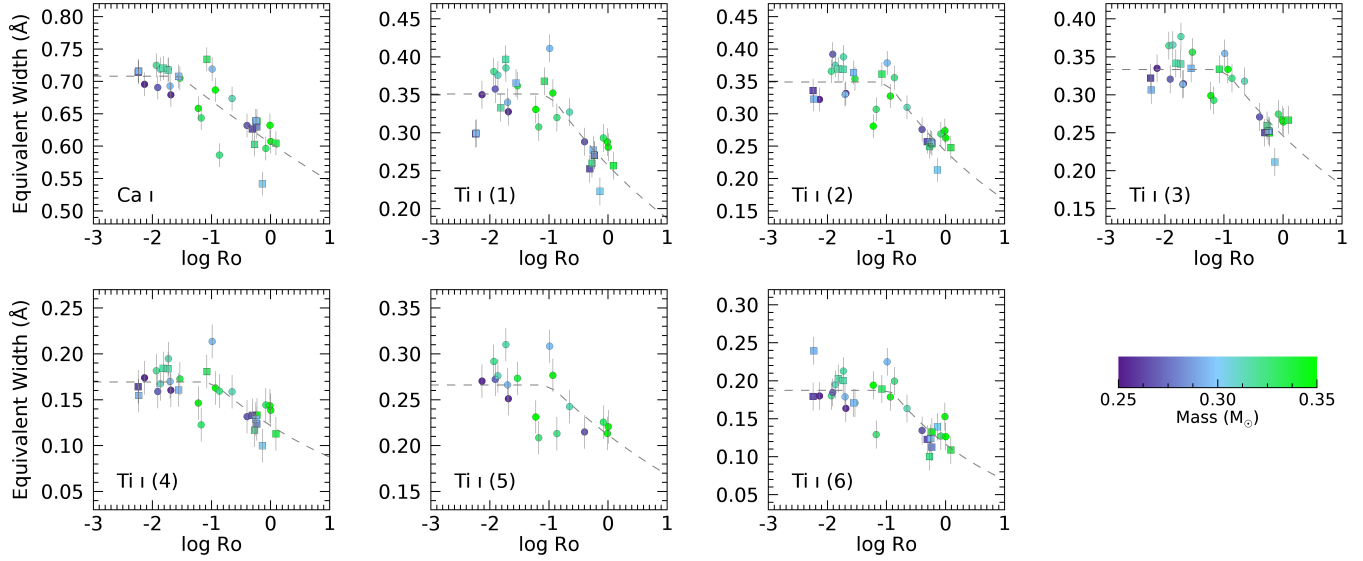 0.80
0.75
0.70
0.65
0.60
0.55
0.50
Equivalent Width (Å)
Ca ɪ
-3 -2 -1 0 1
log Ro
0.45
0.40
0.35
0.30
0.25
0.20
Ti ɪ (1)
-3 -2 -1 0 1
log Ro
0.45
0.40
0.35
0.30
0.25
0.20
0.15
Ti ɪ (2)
-3 -2 -1 0 1
log Ro
0.40
0.35
0.30
0.25
0.20
0.15
Ti ɪ (3)
-3 -2 -1 0 1
log Ro
0.25
0.20
0.15
0.10
0.05
Equivalent Width (Å)
Ti ɪ (4)
-3 -2 -1 0 1
log Ro
0.35
0.30
0.25
0.20
0.15
Ti ɪ (5)
-3 -2 -1 0 1
log Ro
0.30
0.25
0.20
0.15
0.10
0.05
Ti ɪ (6)
-3 -2 -1 0 1
log Ro
0.25 0.30 0.35
Mass (M☉)